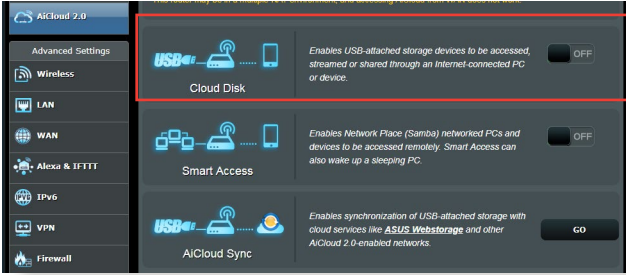 AiCloud 2.0
Advanced Settings
Wireless
LAN
WAN
Alexa & IFTTT
IPv6
VPN
Firewall
USB
Cloud Disk
Enables USB-attached storage devices to be accessed,
streamed or shared through an Internet-connected PC
or device.
OFF
Smart Access
Enables Network Place (Samba) networked PCs and
devices to be accessed remotely. Smart Access can
also wake up a sleeping PC.
OFF
USB
AiCloud Sync
Enables synchronization of USB-attached storage with
cloud services like ASUS Webstorage and other
AiCloud 2.0-enabled networks.
GO